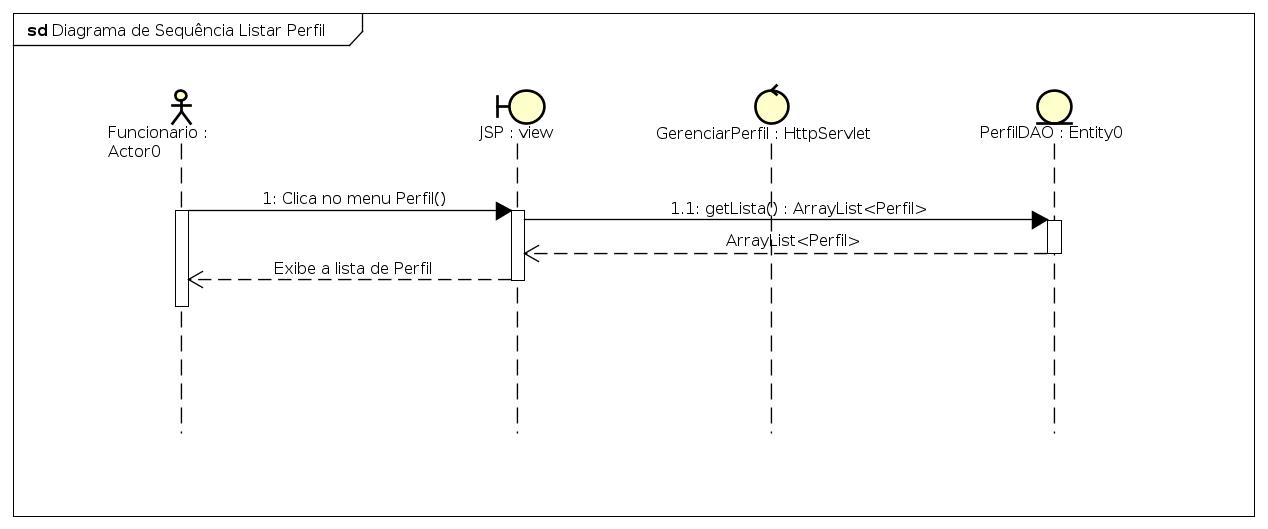 sd Diagrama de Sequência Listar Perfil
Funcionario :
Actor0
JSP : view
GerenciarPerfil : HttpServlet
PerfilDAO : Entity0
1: Clica no menu Perfil()
1.1: getLista() : ArrayList<Perfil>
ArrayList<Perfil>
Exibe a lista de Perfil